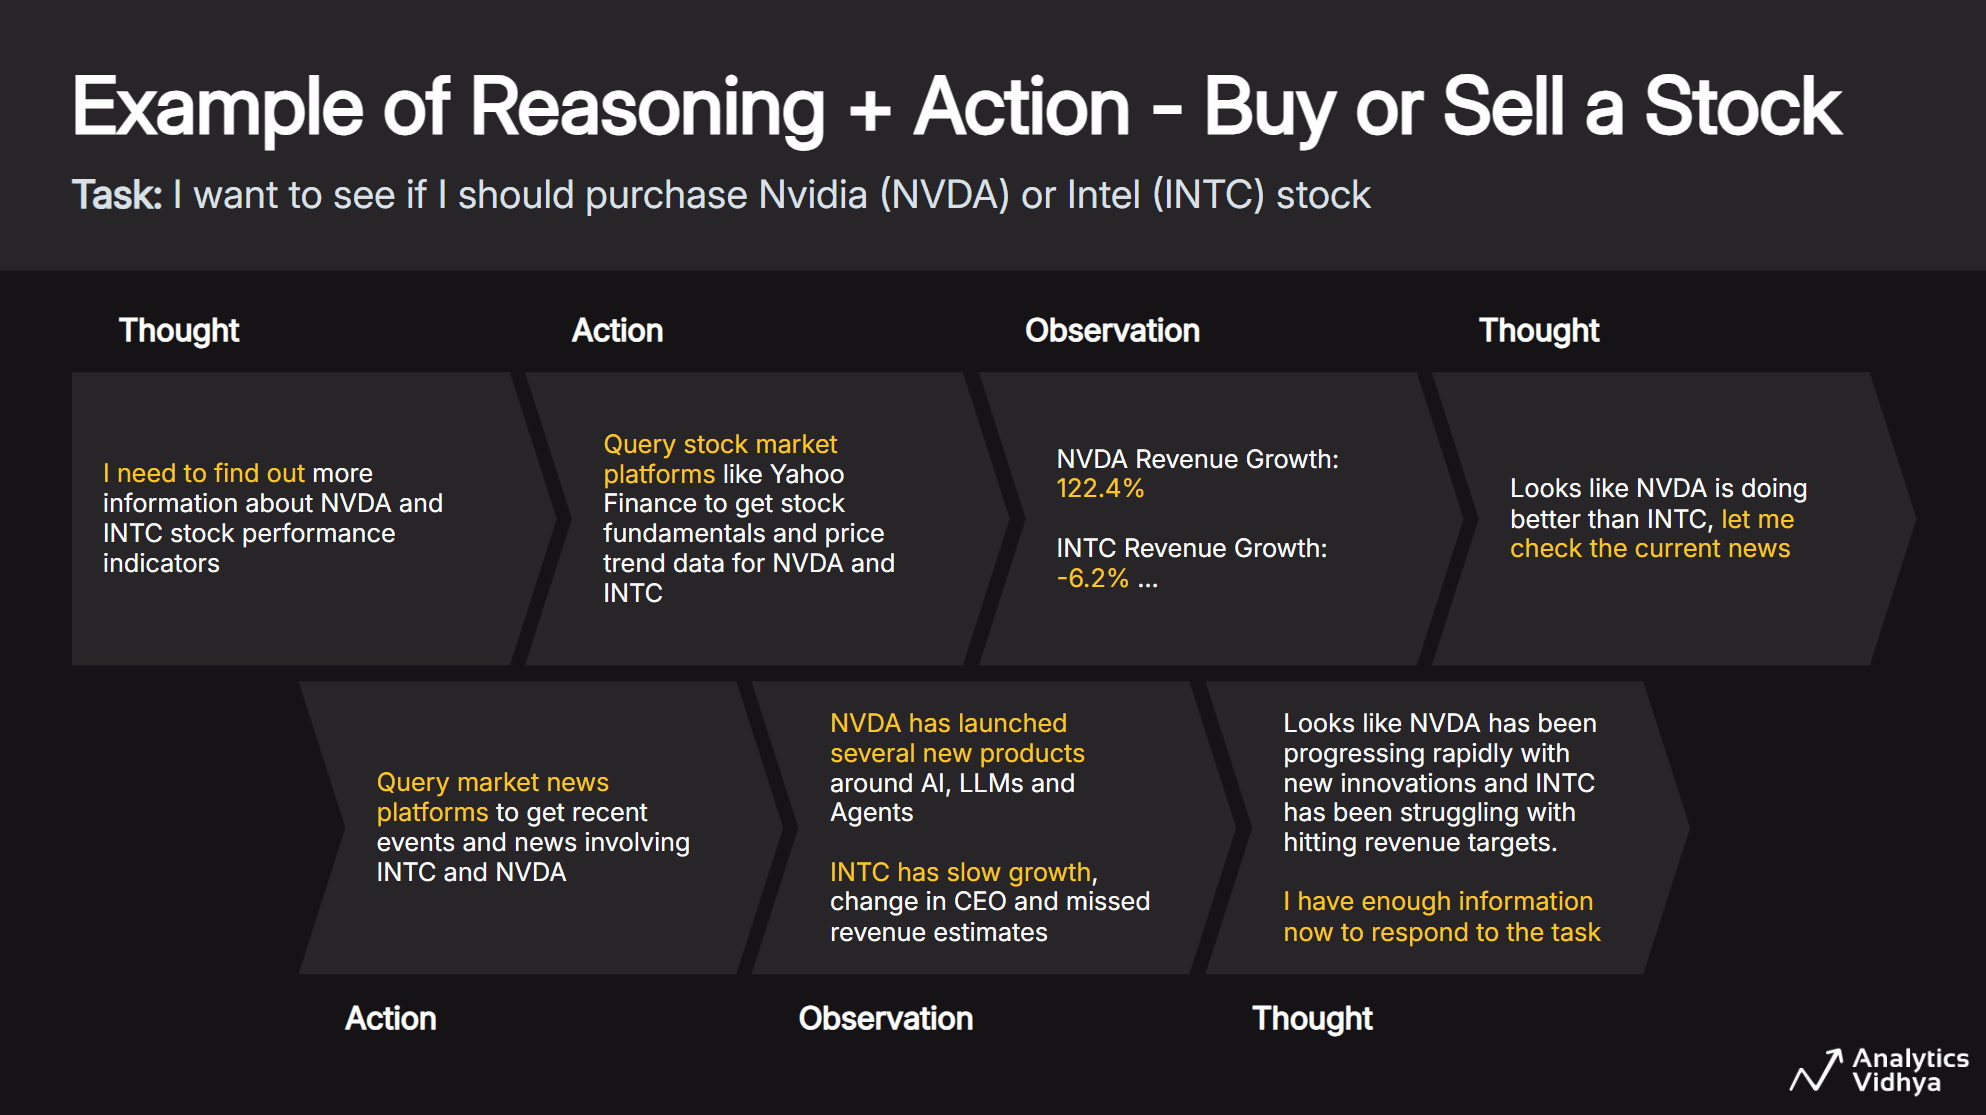 Example of Reasoning + Action - Buy or Sell a Stock
Task: I want to see if I should purchase Nvidia (NVDA) or Intel (INTC) stock
Thought
Action
Observation
Thought
I need to find out more
information about NVDA and
INTC stock performance
indicators
Query stock market
platforms like Yahoo
Finance to get stock
fundamentals and price
trend data for NVDA and
INTC
NVDA Revenue Growth:
122.4%
INTC Revenue Growth:
-6.2% ...
Looks like NVDA is doing
better than INTC, let me
check the current news
Query market news
platforms to get recent
events and news involving
INTC and NVDA
NVDA has launched
several new products
around AI, LLMs and
Agents
INTC has slow growth,
change in CEO and missed
revenue estimates
Looks like NVDA has been
progressing rapidly with
new innovations and INTC
has been struggling with
hitting revenue targets.
I have enough information
now to respond to the task
Action
Observation
Thought
Analytics
Vidhya